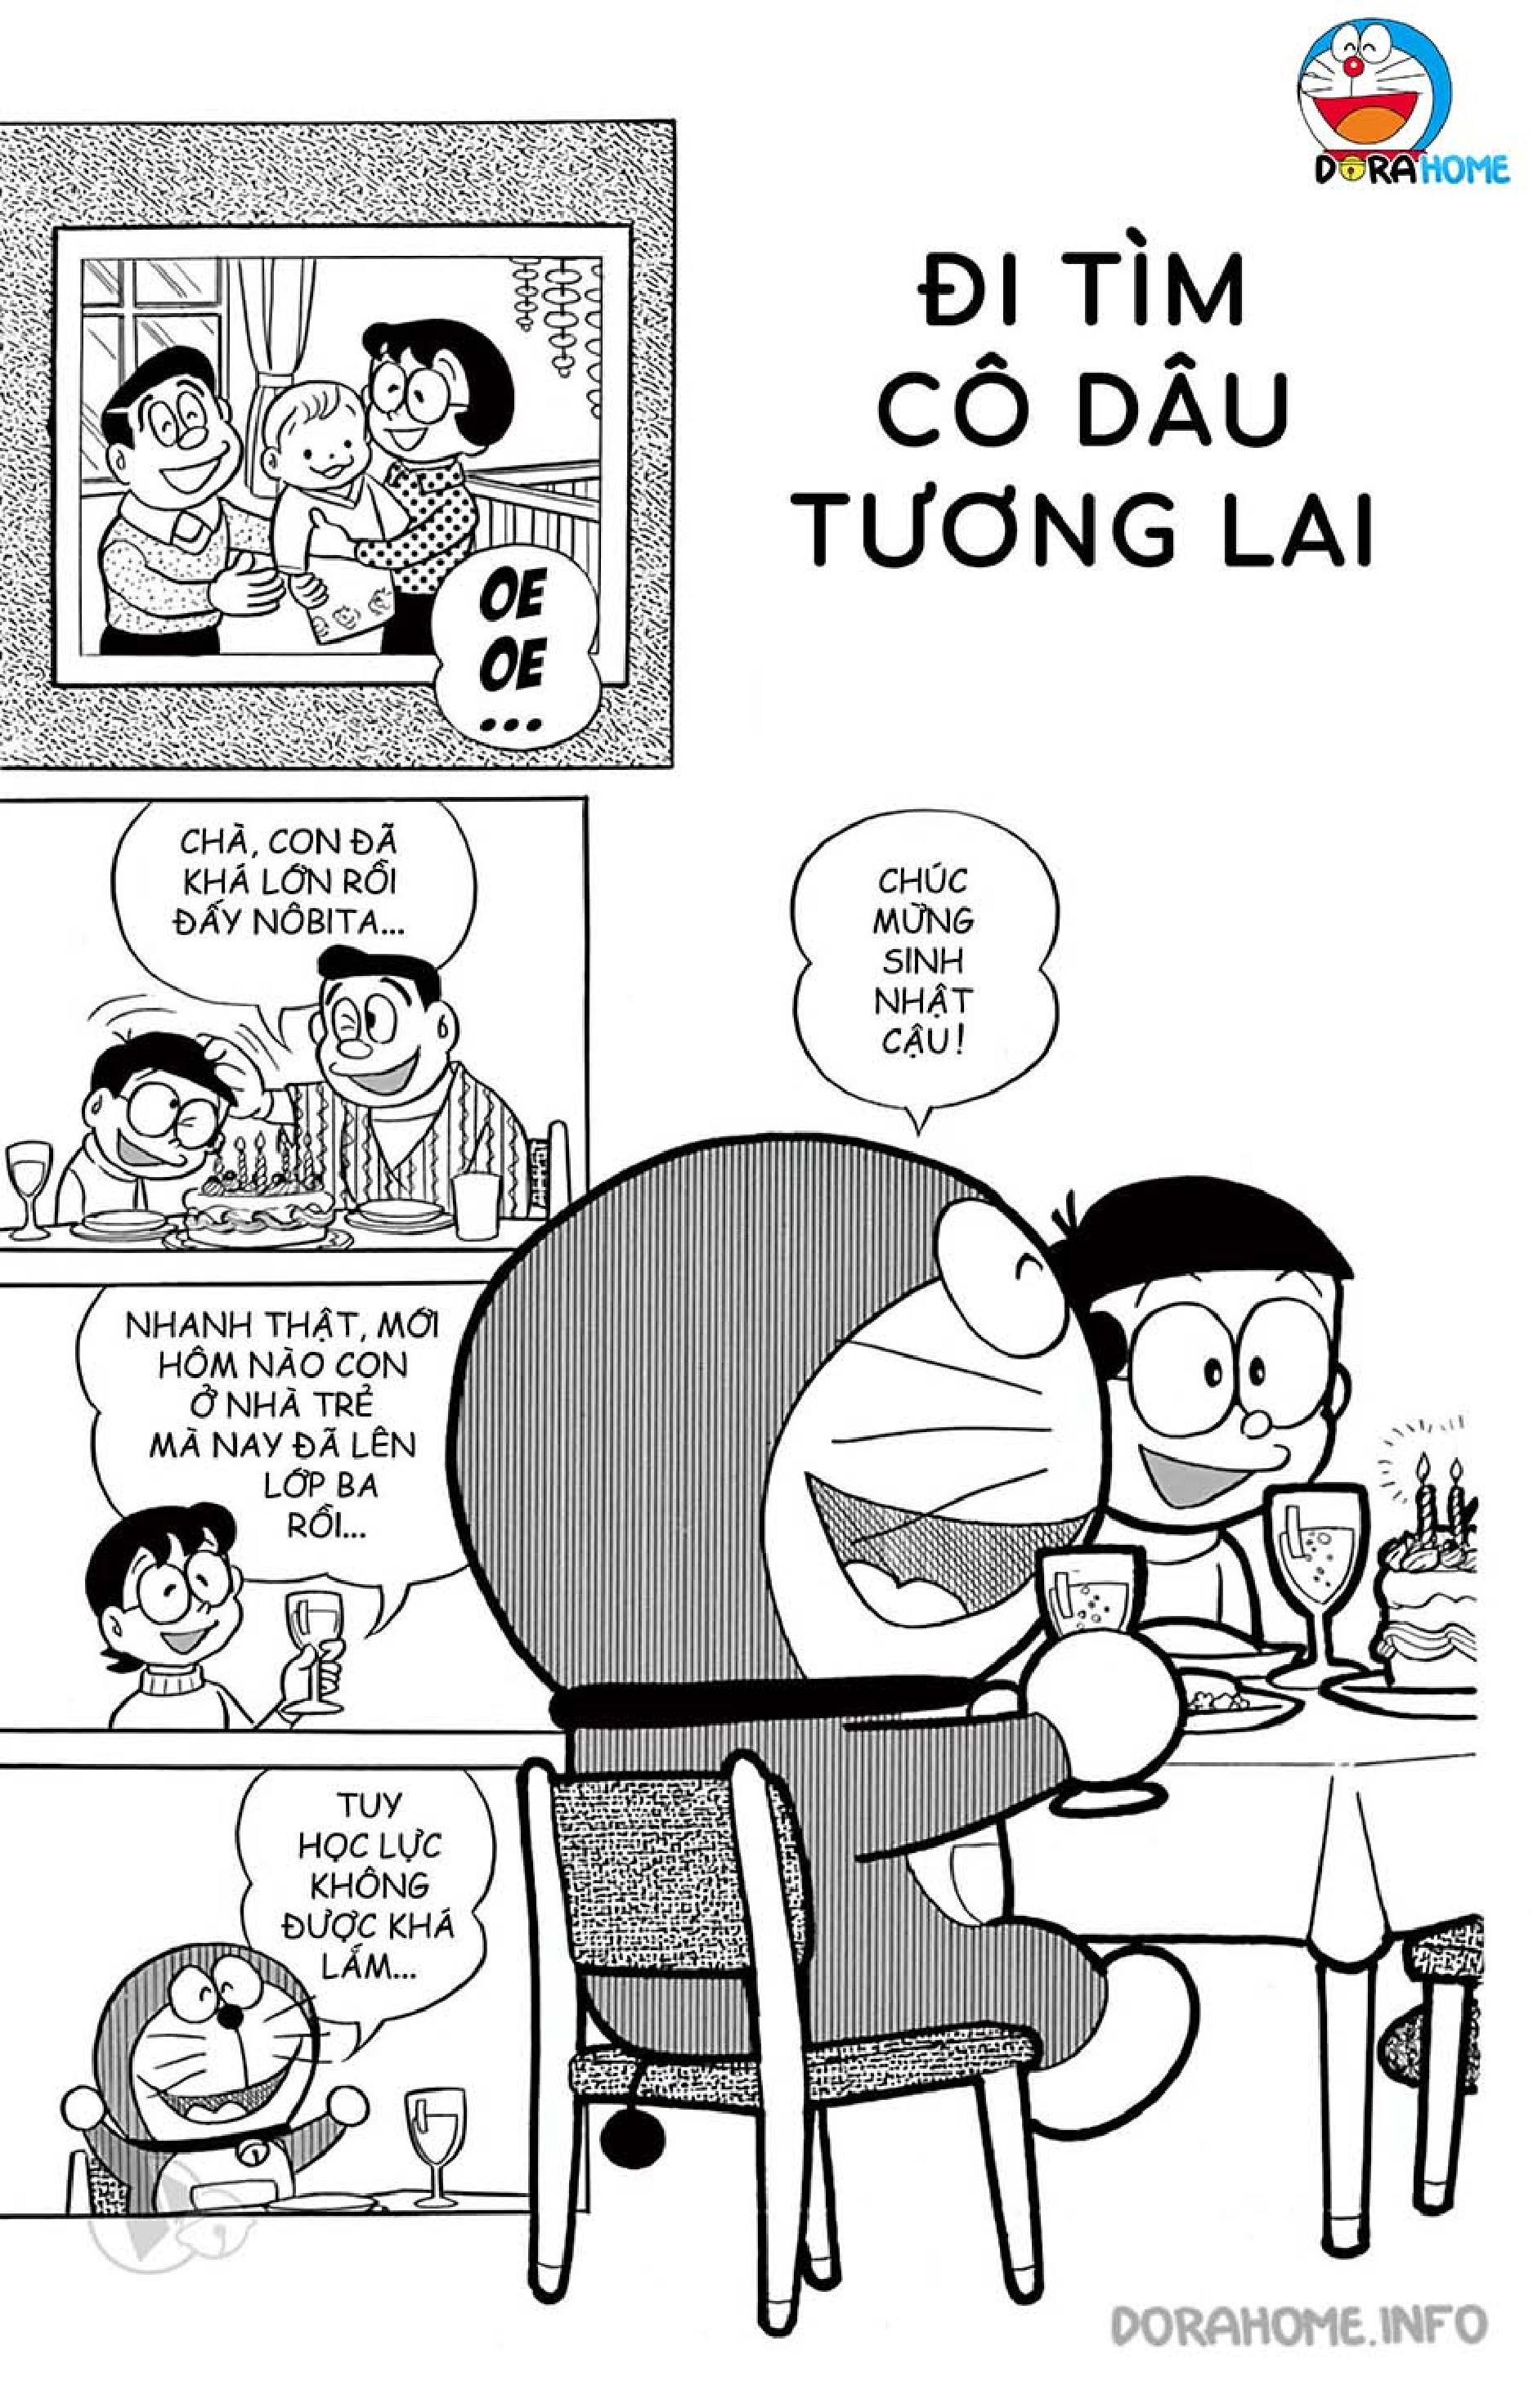 DORAHOME
ĐI TÌM
CÔ DÂU
TƯƠNG LAI
OE
OE
...
CHÀ, CON ĐÃ
KHÁ LỚN RỒI
ĐẤY NÔBITA...
CHÚC
MỪNG
SINH
NHẬT
CẬU!
NHANH THẬT, MỚI
HÔM NÀO CON
Ở NHÀ TRẺ
MÀ NAY ĐÃ LÊN
LỚP BA
RỒI...
TUY
HỌC LỰC
KHÔNG
ĐƯỢC KHÁ
LẮM...
DORAHOME.INFO